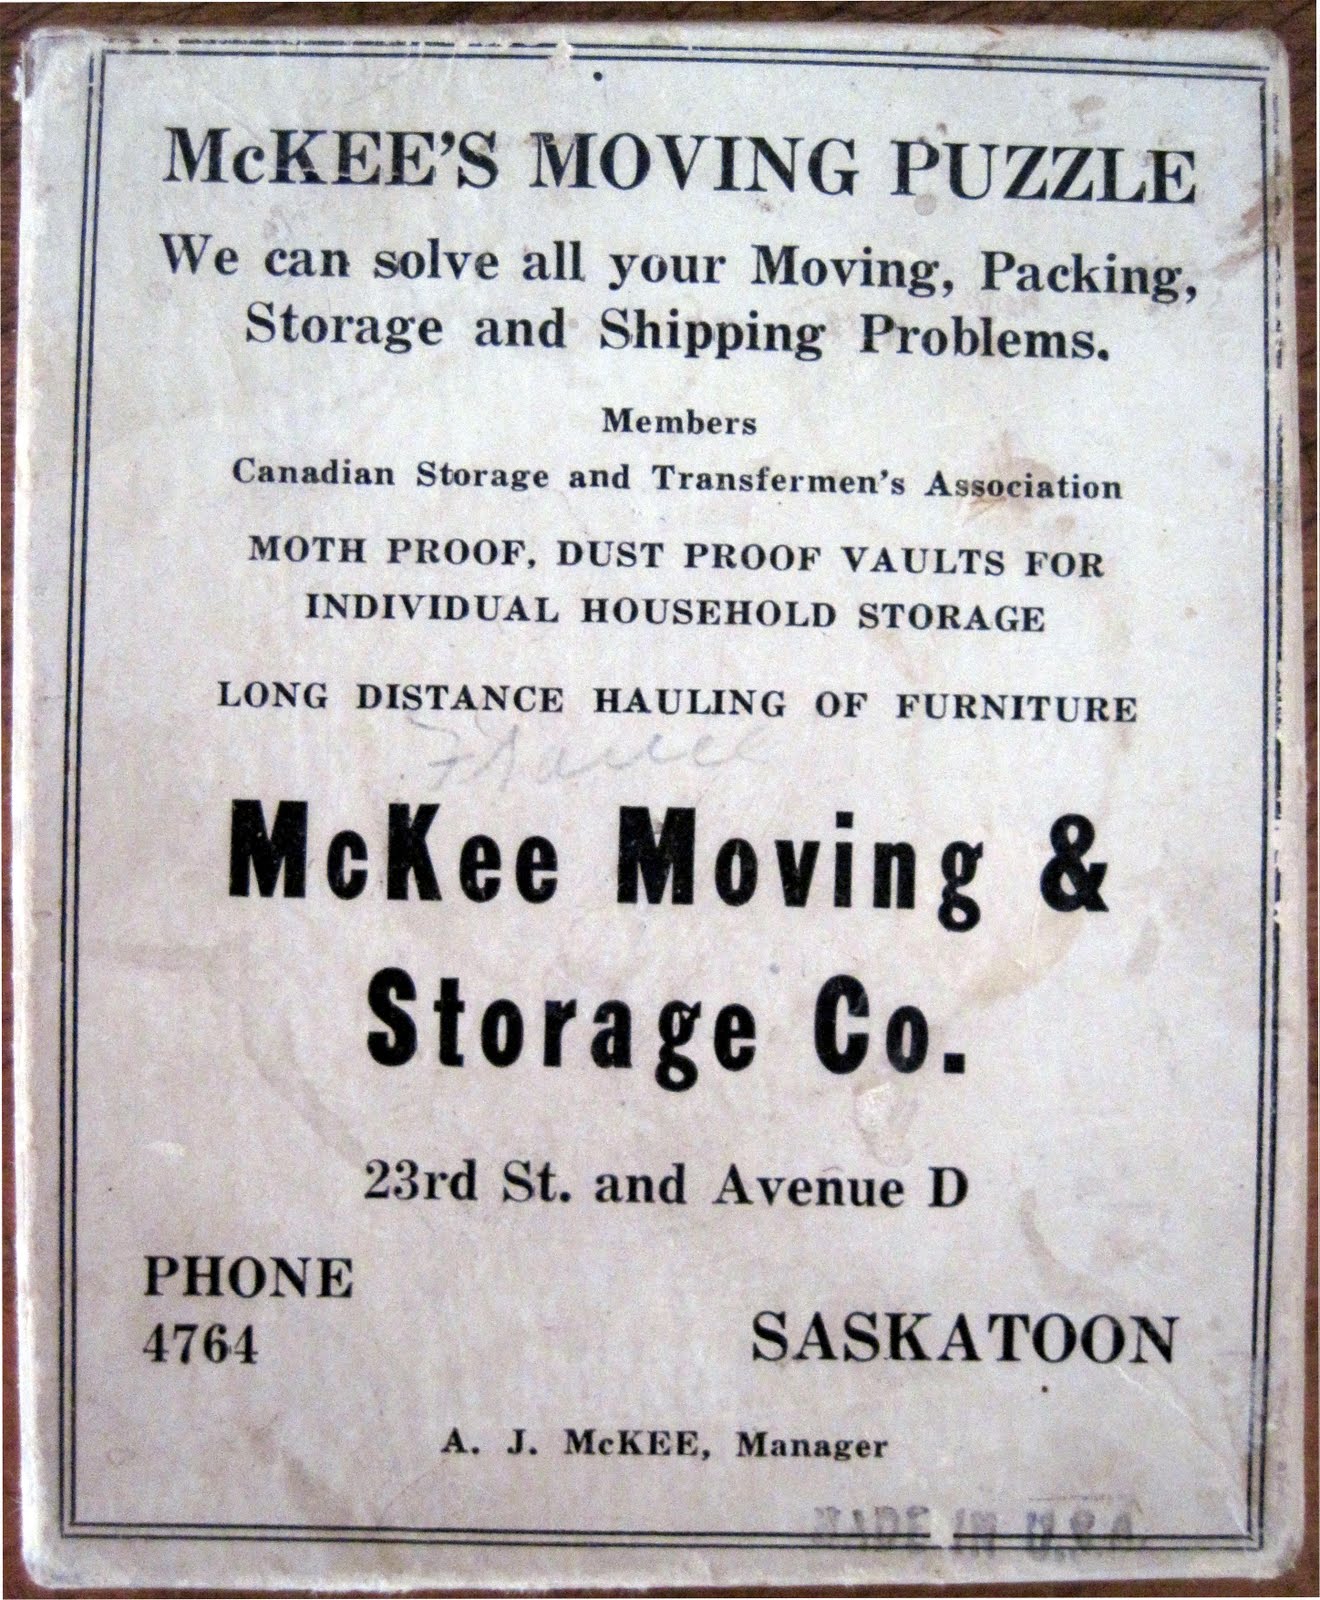 McKEE'S MOVING PUZZLE
We can solve all your Moving, Packing,
Storage and Shipping Problems.
Members
Canadian Storage and Transfermen's Association
MOTH PROOF, DUST PROOF VAULTS FOR
INDIVIDUAL HOUSEHOLD STORAGE
LONG DISTANCE HAULING OF FURNITURE
McKee Moving &
Storage Co.
23rd St. and Avenue D
PHONE
4764
SASKATOON
A. J. McKEE, Manager